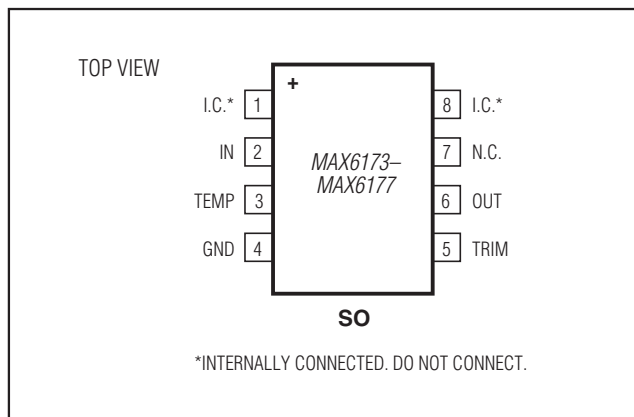 TOP VIEW
+
I.C.* 1
8 I.C.*
IN 2
7 N.C.
MAX6173–
MAX6177
TEMP 3
6 OUT
GND 4
5 TRIM
SO
*INTERNALLY CONNECTED. DO NOT CONNECT.